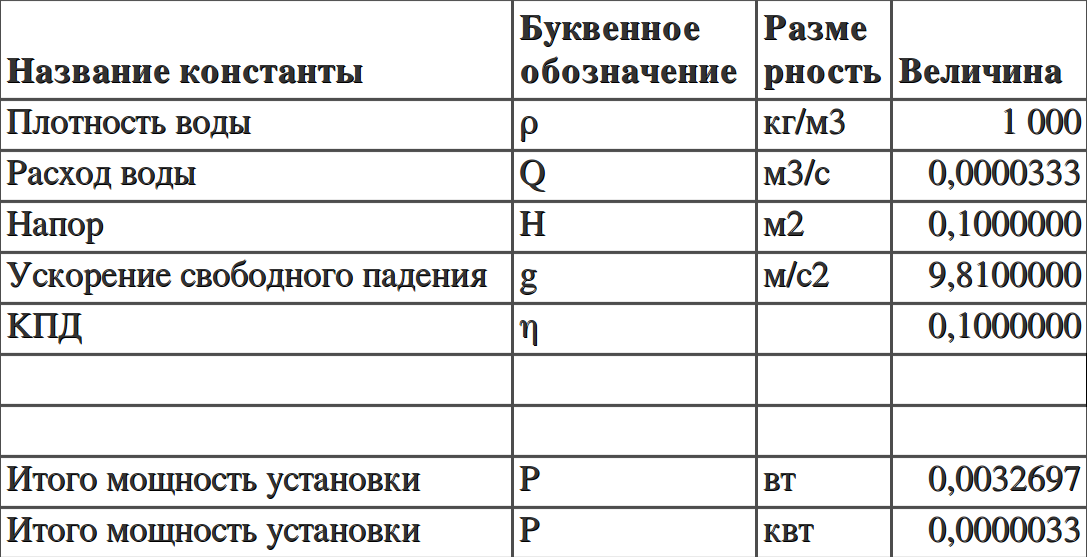 Название константы Буквенное обозначение Разме рность Величина
Плотность воды ρ кг/м3 1 000
Расход воды Q м3/с 0,0000333
Напор H м2 0,1000000
Ускорение свободного падения g м/с2 9,8100000
КПД η 0,1000000
Итого мощность установки P вт 0,0032697
Итого мощность установки P квт 0,0000033